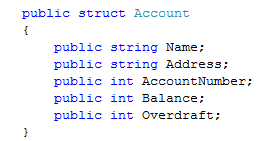 public struct Account
{
    public string Name;
    public string Address;
    public int AccountNumber;
    public int Balance;
    public int Overdraft;
}